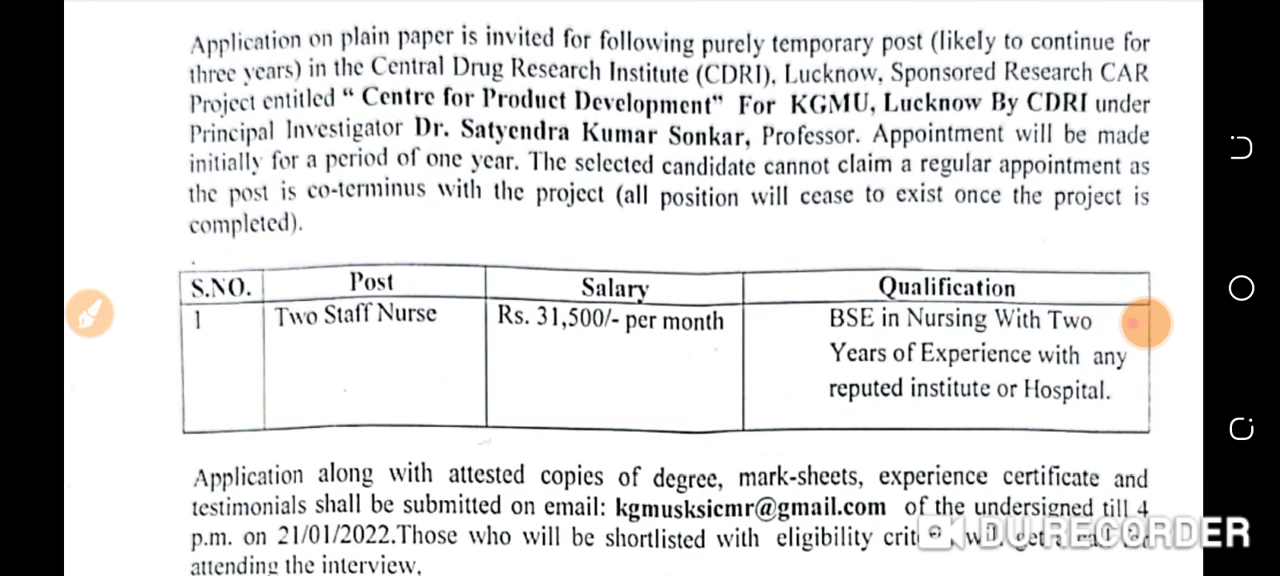 Application on plain paper is invited for following purely temporary post (likely to continue for
three years) in the Central Drug Research Institute (CDRI), Lucknow, Sponsored Research CAR
Project entitled “ Centre for Product Development” For KGMU, Lucknow By CDRI under
Principal Investigator Dr. Satyendra Kumar Sonkar, Professor. Appointment will be made
initially for a period of one year. The selected candidate cannot claim a regular appointment as
the post is co-terminus with the project (all position will cease to exist once the project is
completed).
S.NO. Post Salary Qualification
1 Two Staff Nurse Rs. 31,500/- per month BSE in Nursing With Two
Years of Experience with any
reputed institute or Hospital.
Application along with attested copies of degree, mark-sheets, experience certificate and
testimonials shall be submitted on email: kgmusksicmr@gmail.com of the undersigned till 4
p.m. on 21/01/2022.Those who will be shortlisted with eligibility
attending the interview.
DU RECORDER